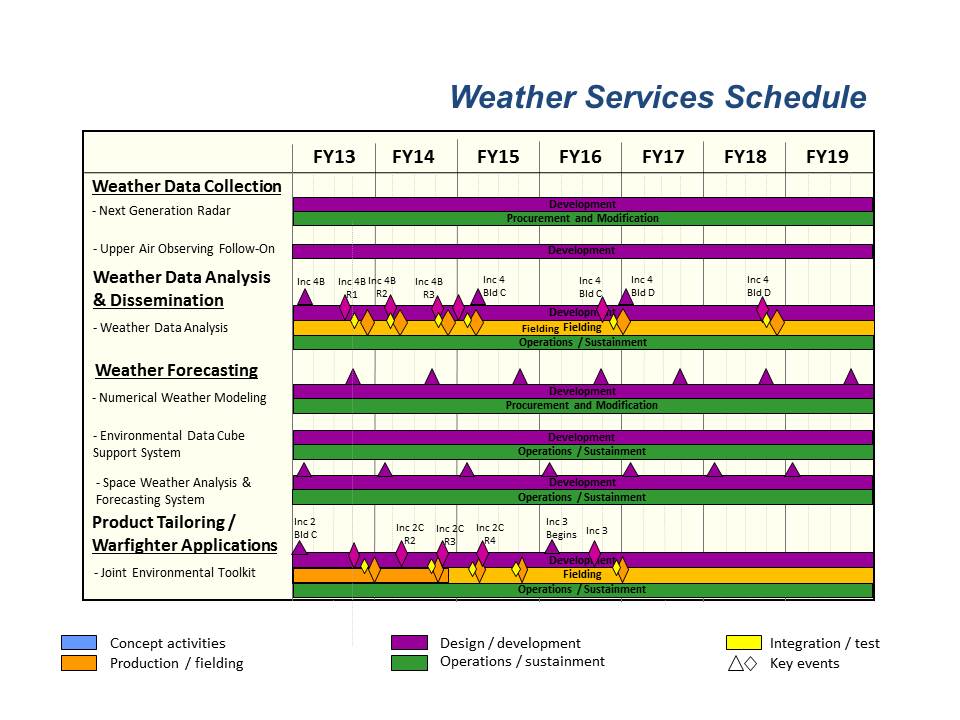 Weather Services Schedule
FY13 FY14 FY15 FY16 FY17 FY18 FY19
Weather Data Collection
- Next Generation Radar
Development
Procurement and Modification
- Upper Air Observing Follow-On
Development
Weather Data Analysis
& Dissemination
Inc 4B
Inc 4B
R1
Inc 4B
R2
Inc 4B
R3
Inc 4
Bld C
Inc 4
Bld C
Inc 4
Bld D
Inc 4
Bld D
- Weather Data Analysis
Development
Fielding Fielding
Operations / Sustainment
Weather Forecasting
- Numerical Weather Modeling
Development
Procurement and Modification
- Environmental Data Cube
Support System
Development
Operations / Sustainment
- Space Weather Analysis &
Forecasting System
Development
Operations / Sustainment
Product Tailoring /
Warfighter Applications
Inc 2
Bld C
Inc 2C
R2
Inc 2C
R3
Inc 2C
R4
Inc 3
Begins
Inc 3
- Joint Environmental Toolkit
Development
Fielding
Operations / Sustainment
Concept activities
Production / fielding
Design / development
Operations / sustainment
Integration / test
Key events